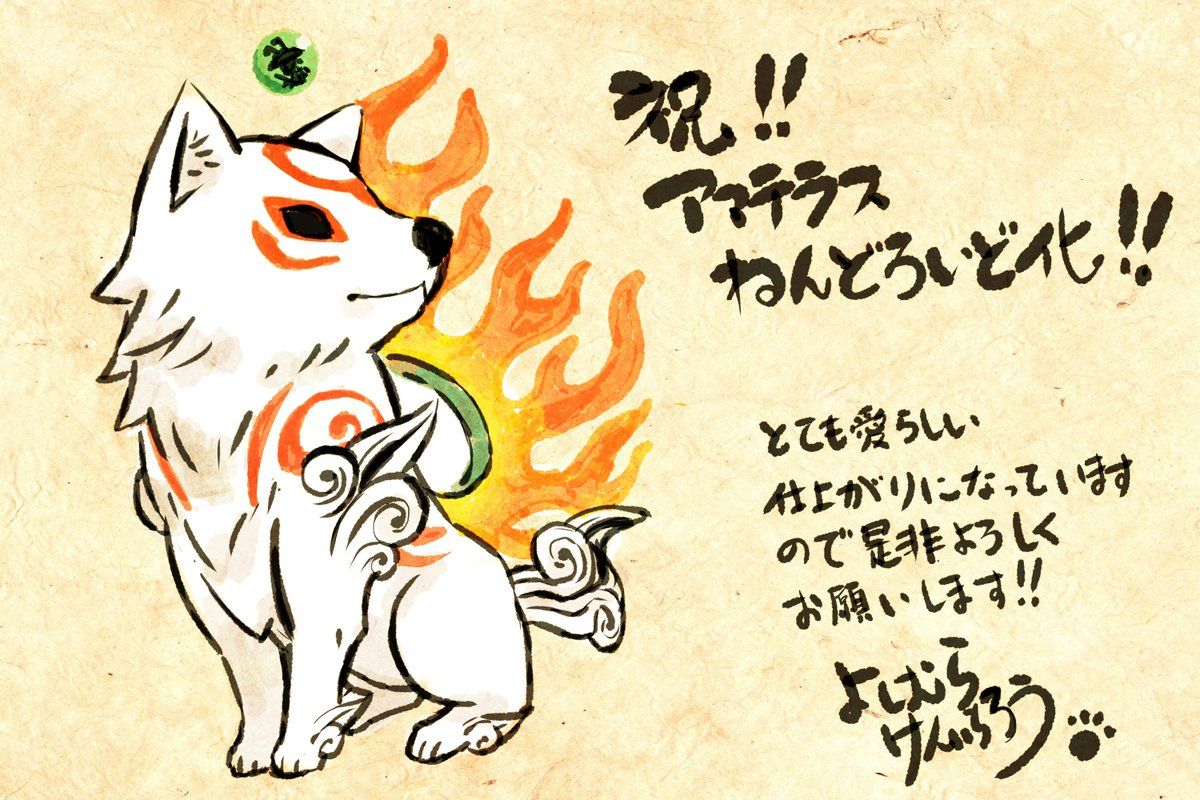 祝!!
アマテラス
ねんどろいど化!!
とても愛らしい
仕上がりになっています
ので是非よろしく
お願いします!!
よしむら
けんいちろう